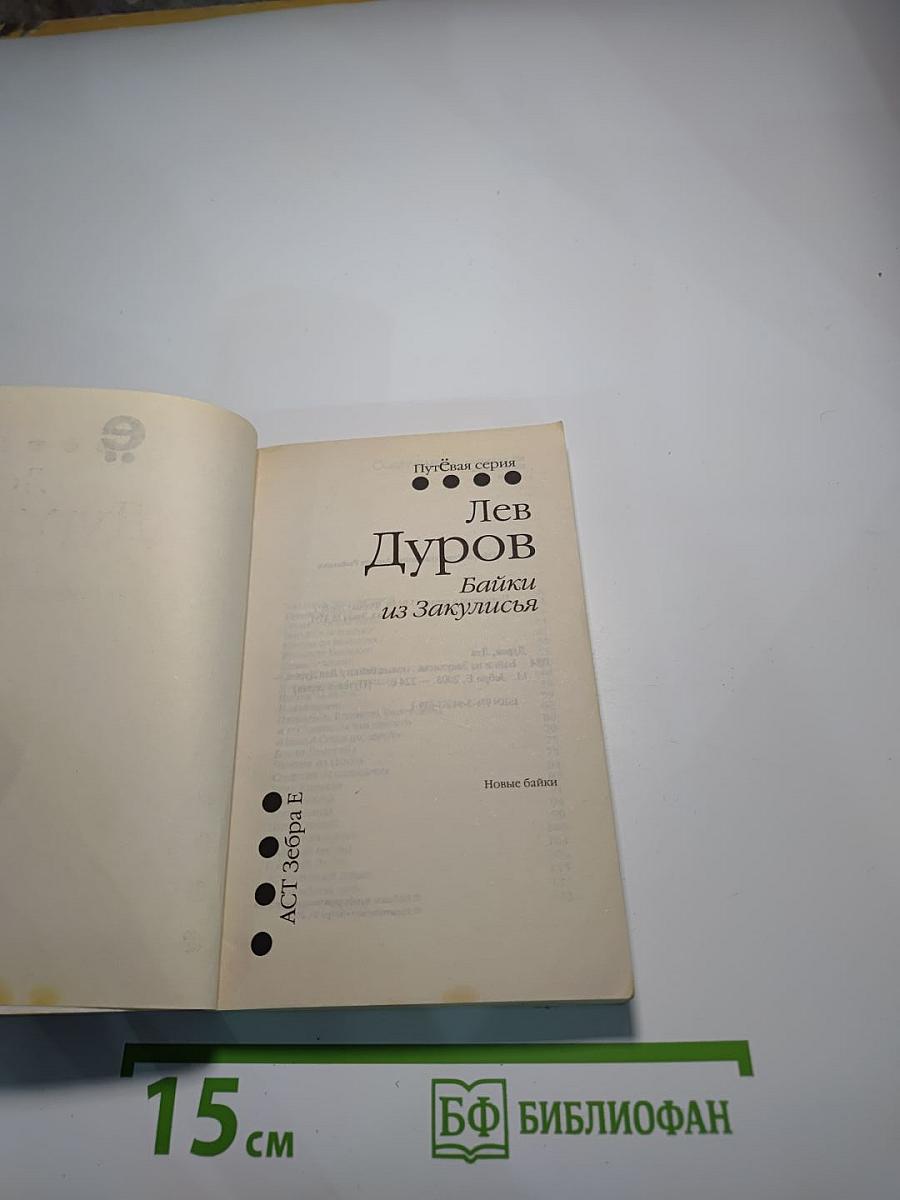 ПутЁвая серия
Лев
Дуров
Байки
из Закулисья
Новые байки
АСТ Зебра Е
15 см
БФ БИБЛИОФАН